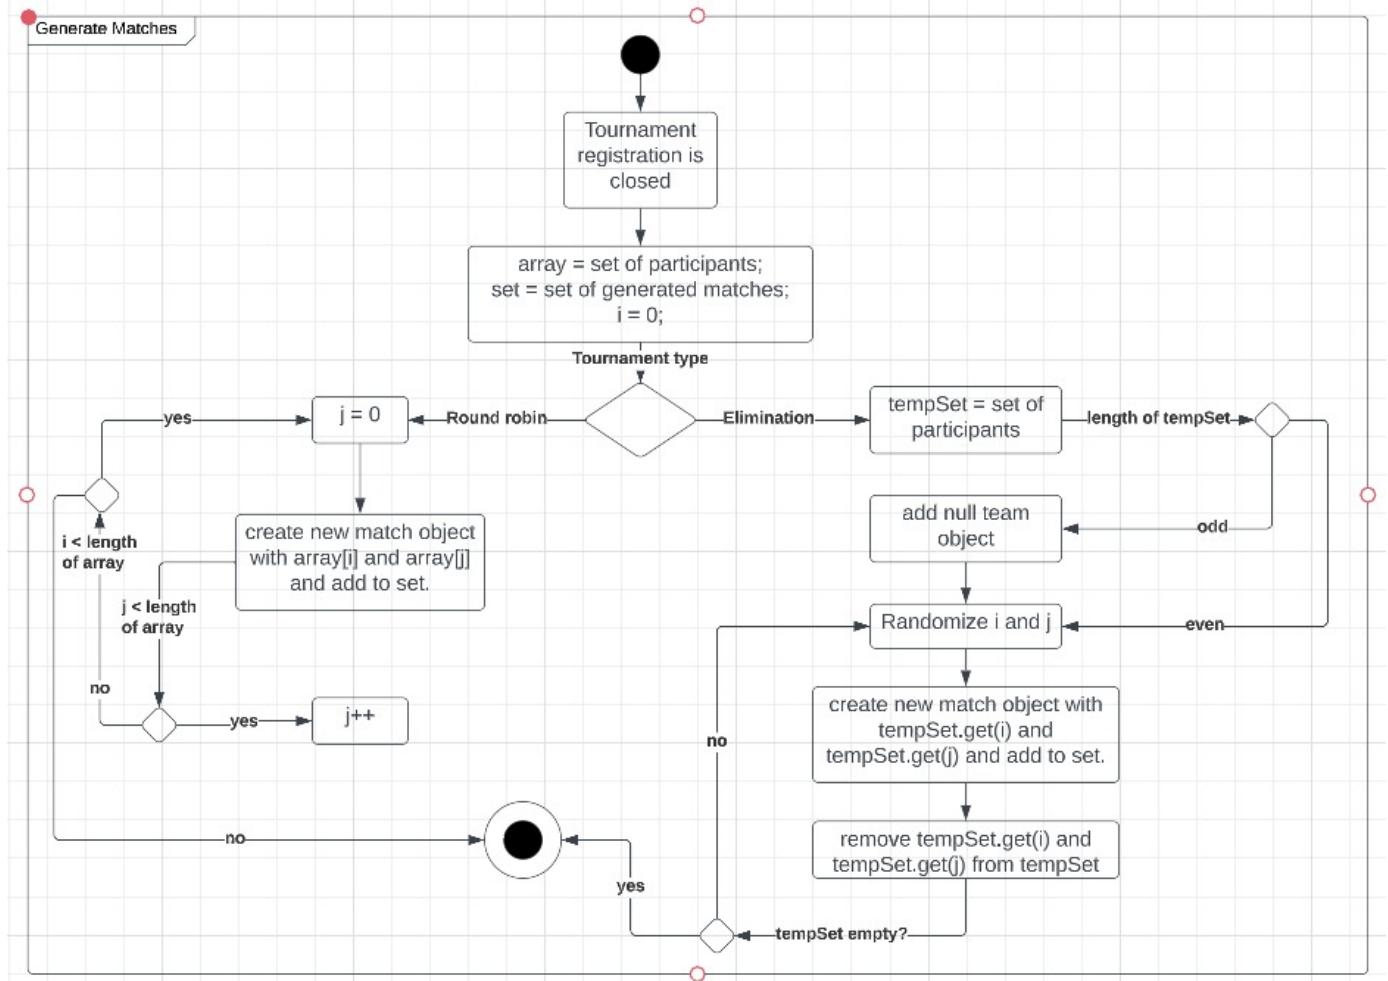 Generate Matches
Tournament
registration is
closed
array = set of participants;
set = set of generated matches;
i = 0;
Tournament type
yes
j = 0
Round robin
Elimination
tempSet = set of
participants
length of tempSet
i < length
of array
create new match object
with array[i] and array[j]
and add to set.
add null team
object
odd
j < length
of array
Randomize i and j
even
no
yes
j++
create new match object with
tempSet.get(i) and
tempSet.get(j) and add to set.
no
no
remove tempSet.get(i) and
tempSet.get(j) from tempSet
yes
tempSet empty?